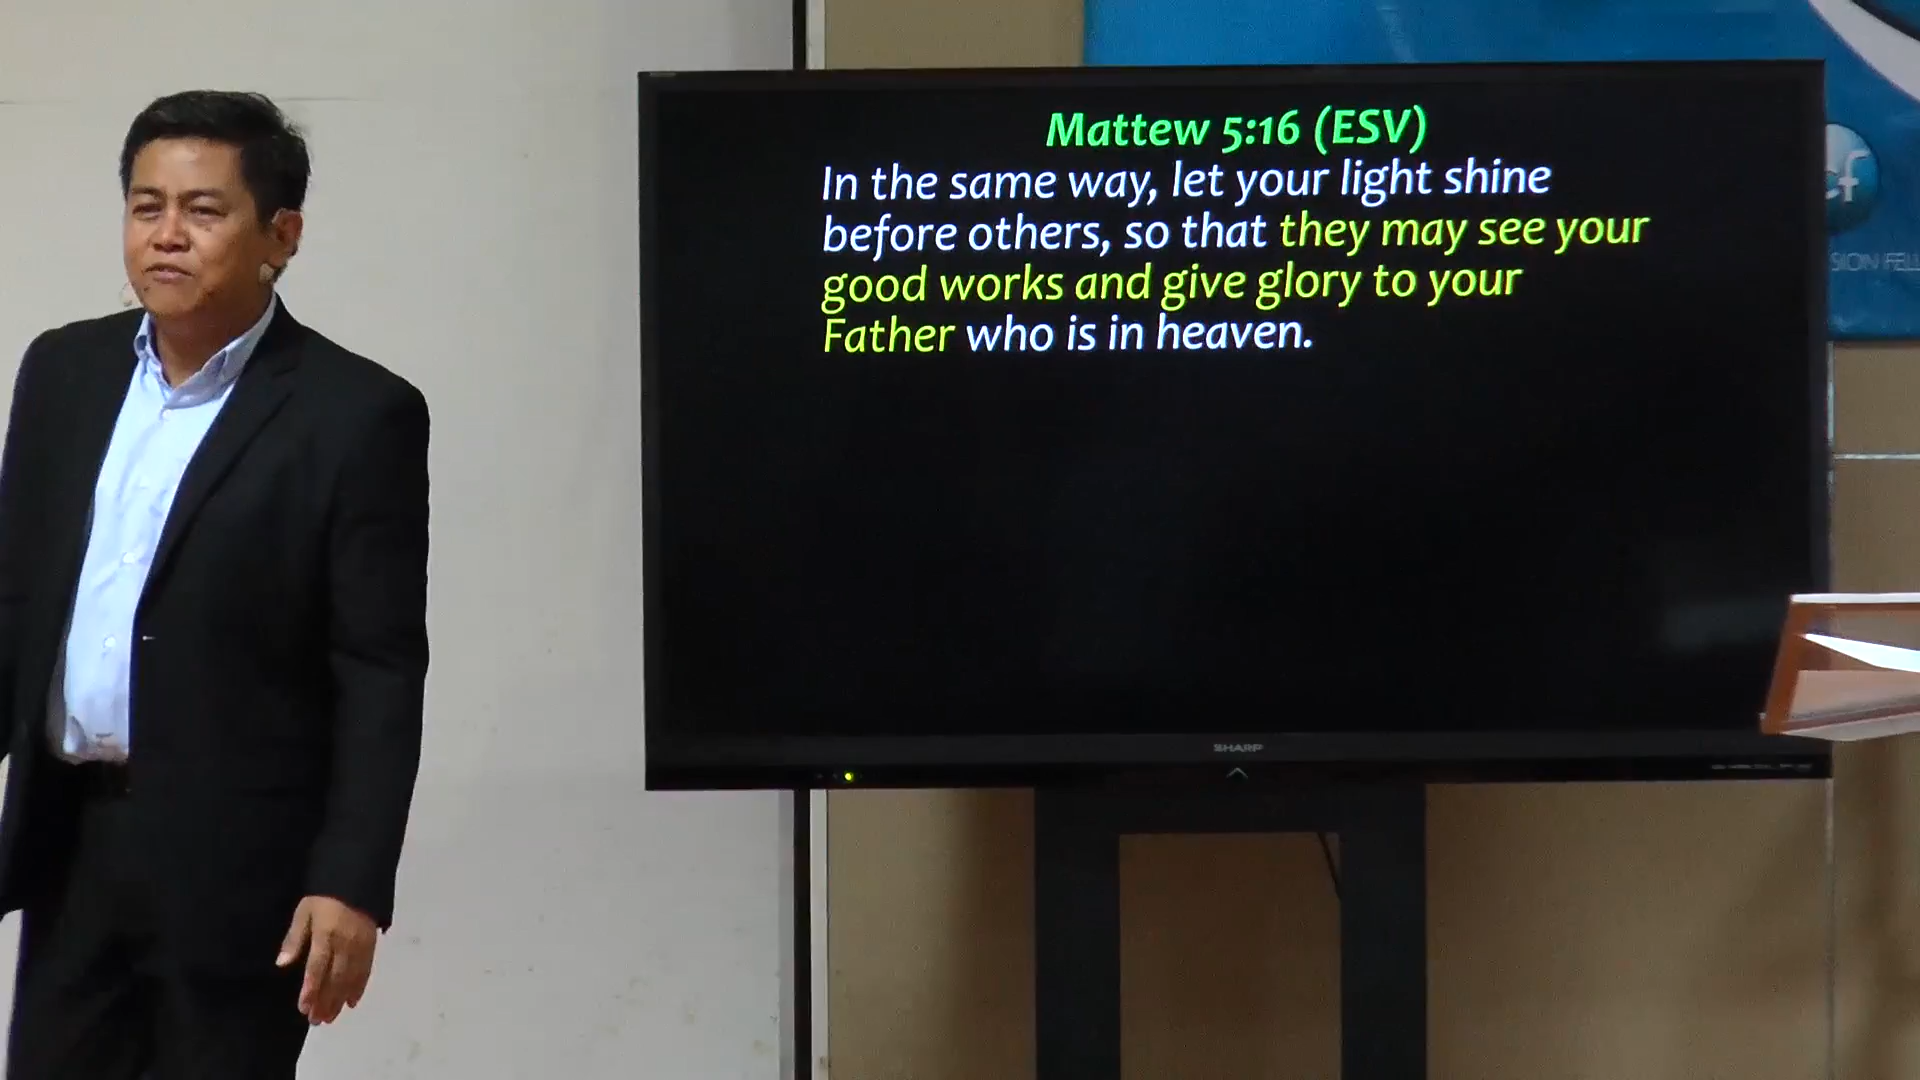 Mattew 5:16 (ESV)
In the same way, let your light shine
before others, so that they may see your
good works and give glory to your
Father who is in heaven.
cf
SHARP